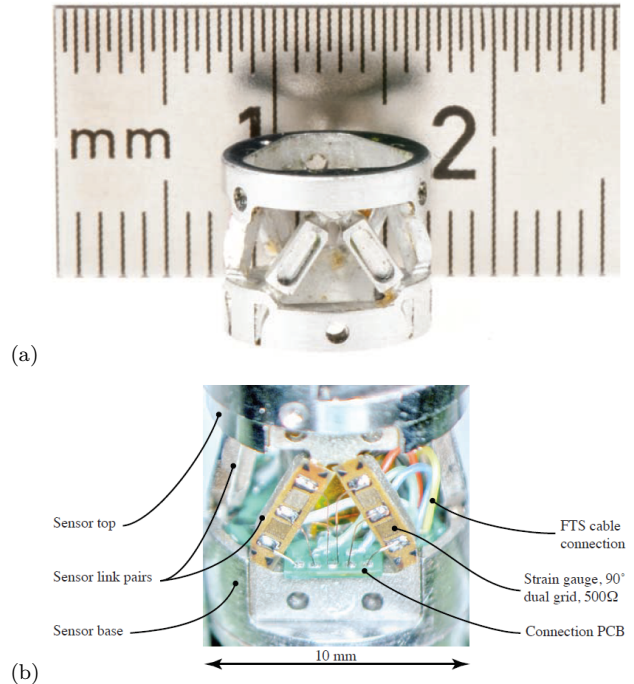 mm 1 2
(a)
Sensor top
FTS cable
connection
Sensor link pairs
Strain gauge, 90°
dual grid, 500Ω
Sensor base
Connection PCB
10 mm
(b)